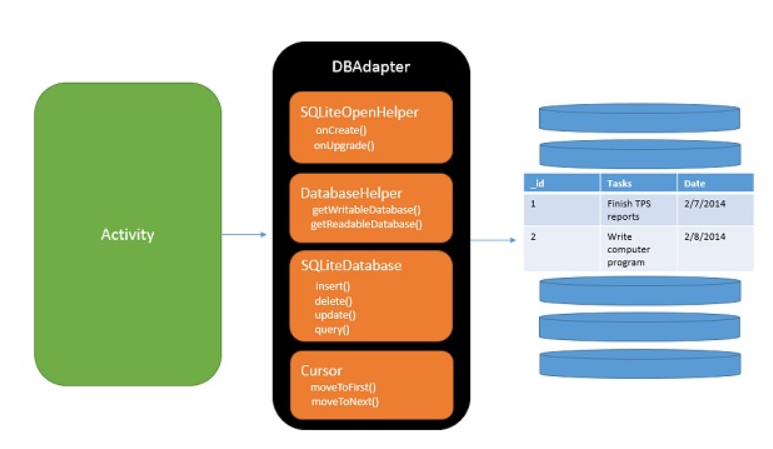 Activity
DBAdapter
SQLiteOpenHelper
onCreate()
onUpgrade()
DatabaseHelper
getWritableDatabase()
getReadableDatabase()
SQLiteDatabase
insert()
delete()
update()
query()
Cursor
moveToFirst()
moveToNext()
_id Tasks Date
1 Finish TPS 2/7/2014
reports
2 Write 2/8/2014
computer
program